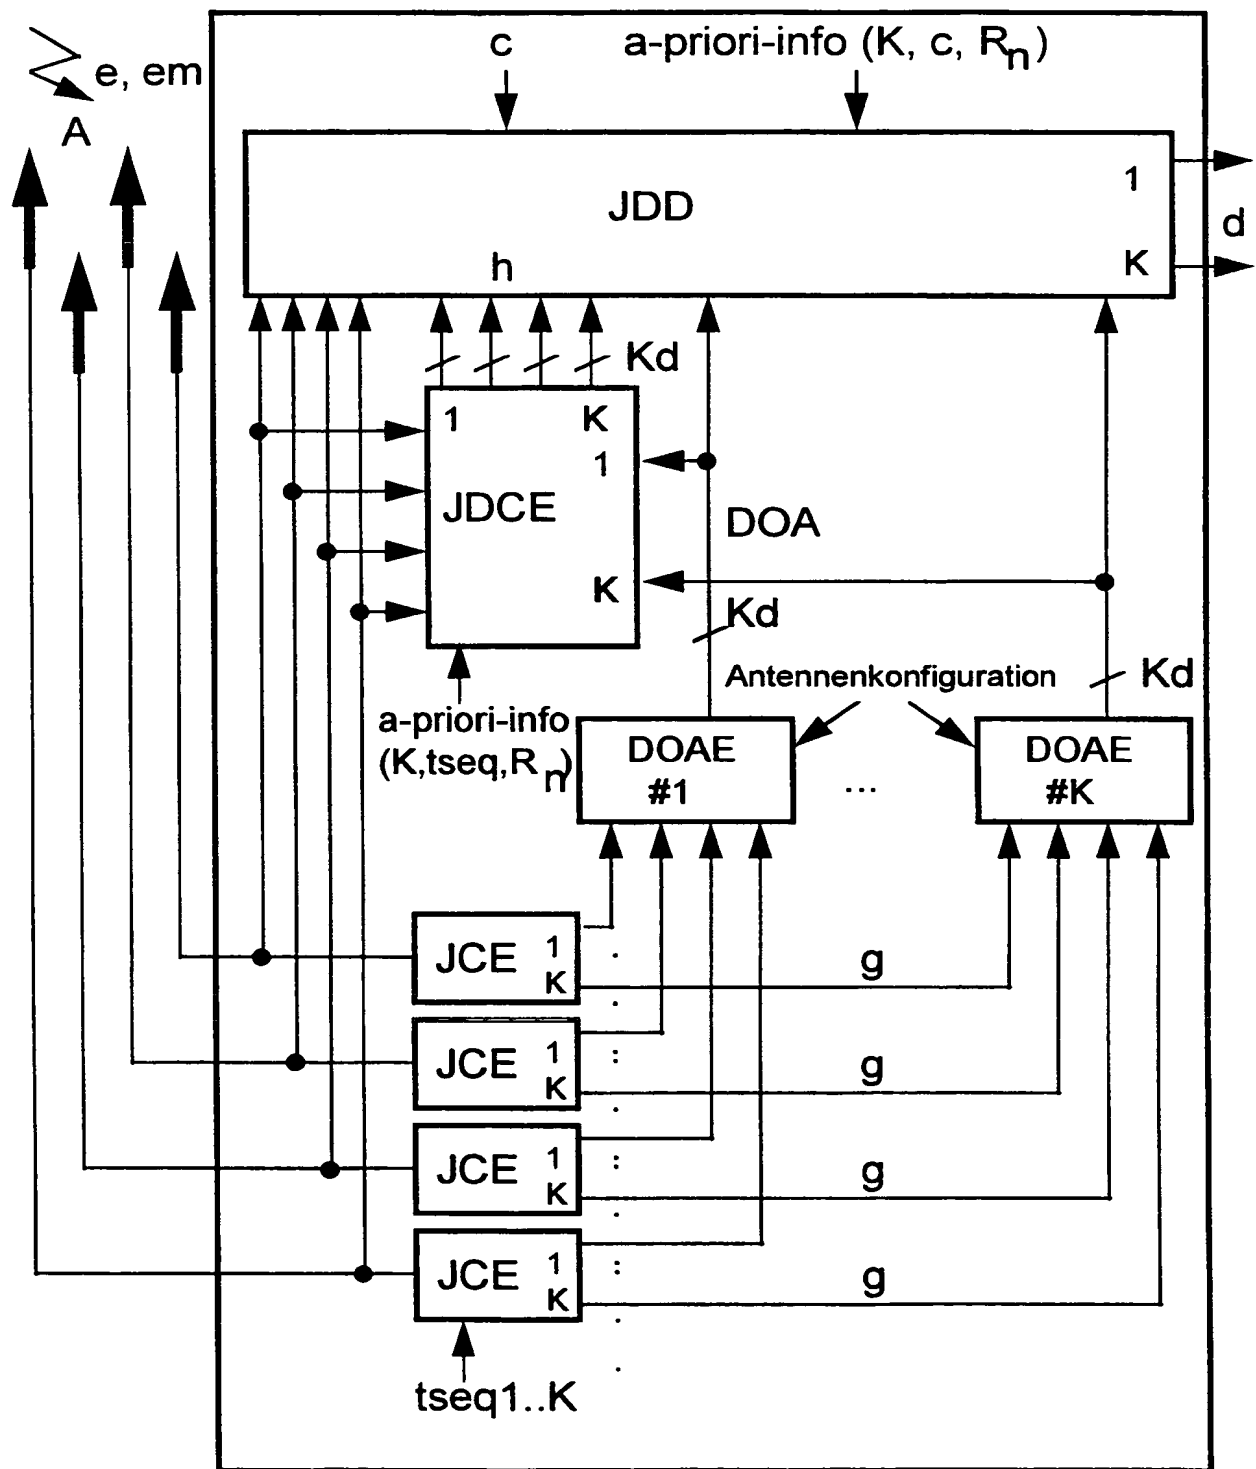 c
a-priori-info (K, c, Rn)
e, em
A
JDD
1
d
K
h
Kd
1 K
1
JDCE
DOA
K
Kd
Antennenkonfiguration
Kd
a-priori-info
(K,tseq,Rn)
DOAE
#1
...
DOAE
#K
JCE 1
K
g
JCE 1
K
g
JCE 1
K
g
JCE 1
K
g
tseq1..K